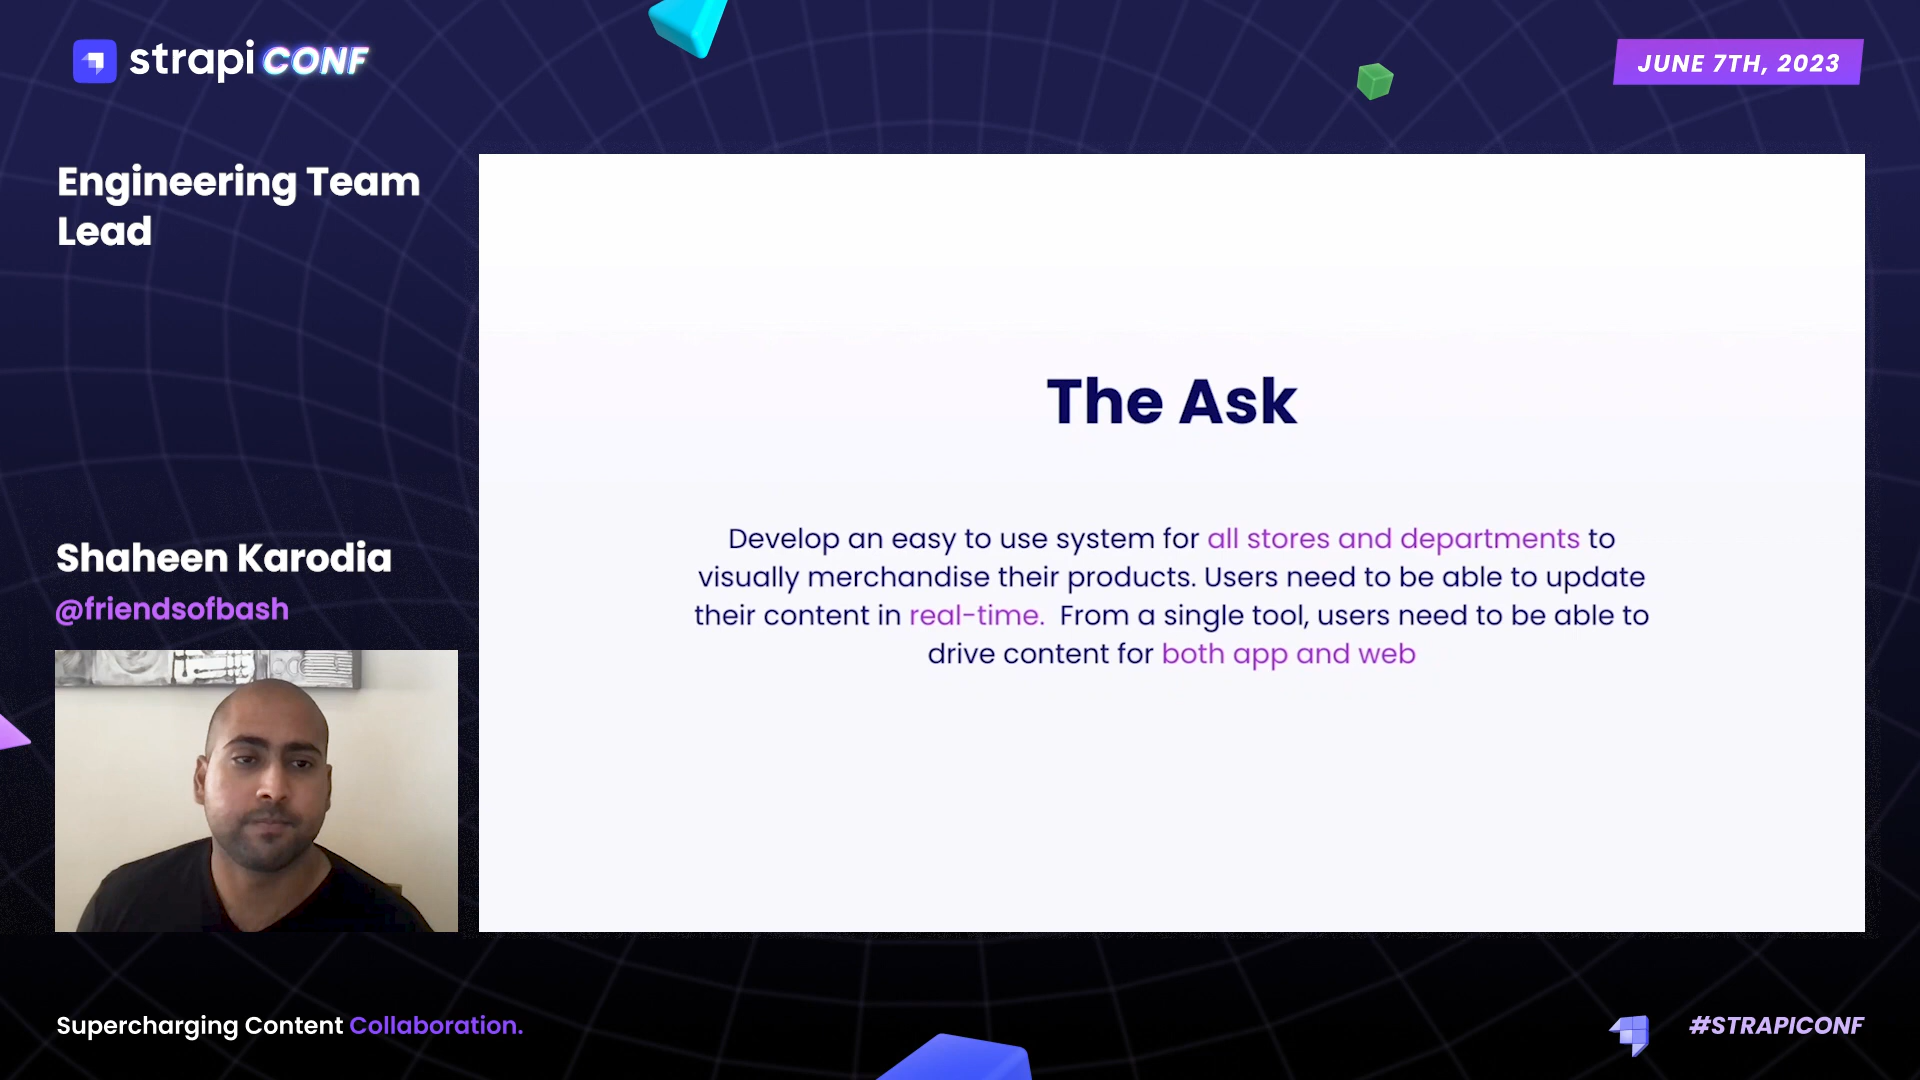 strapi CONF
JUNE 7TH, 2023
Engineering Team
Lead
The Ask
Develop an easy to use system for all stores and departments to
visually merchandise their products. Users need to be able to update
their content in real-time.  From a single tool, users need to be able to
drive content for both app and web
Shaheen Karodia
@friendsofbash
Supercharging Content Collaboration.
#STRAPICONF